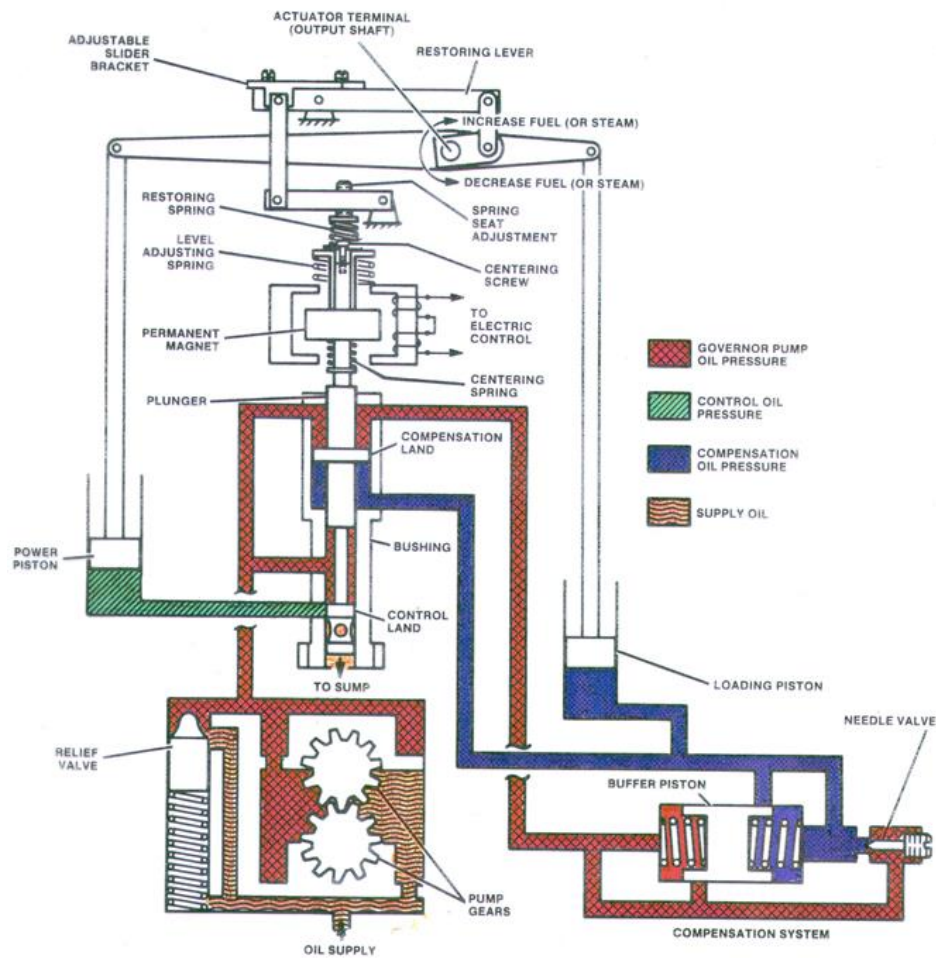 ACTUATOR TERMINAL
(OUTPUT SHAFT)
ADJUSTABLE
SLIDER
BRACKET
RESTORING LEVER
INCREASE FUEL (OR STEAM)
DECREASE FUEL (OR STEAM)
RESTORING
SPRING
SPRING
SEAT
ADJUSTMENT
LEVEL
ADJUSTING
SPRING
CENTERING
SCREW
TO
ELECTRIC
CONTROL
PERMANENT
MAGNET
CENTERING
SPRING
PLUNGER
COMPENSATION
LAND
GOVERNOR PUMP
OIL PRESSURE
CONTROL OIL
PRESSURE
COMPENSATION
OIL PRESSURE
SUPPLY OIL
POWER
PISTON
BUSHING
CONTROL
LAND
TO SUMP
LOADING PISTON
NEEDLE VALVE
RELIEF
VALVE
BUFFER PISTON
PUMP
GEARS
OIL SUPPLY
COMPENSATION SYSTEM